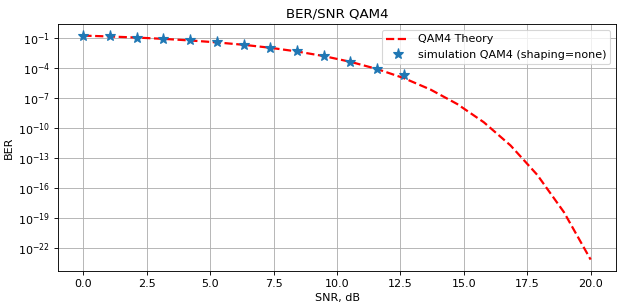 BER/SNR QAM4
QAM4 Theory
simulation QAM4 (shaping=none)
BER
10⁻¹
10⁻⁴
10⁻⁷
10⁻¹⁰
10⁻¹³
10⁻¹⁶
10⁻¹⁹
10⁻²²
0.0 2.5 5.0 7.5 10.0 12.5 15.0 17.5 20.0
SNR, dB